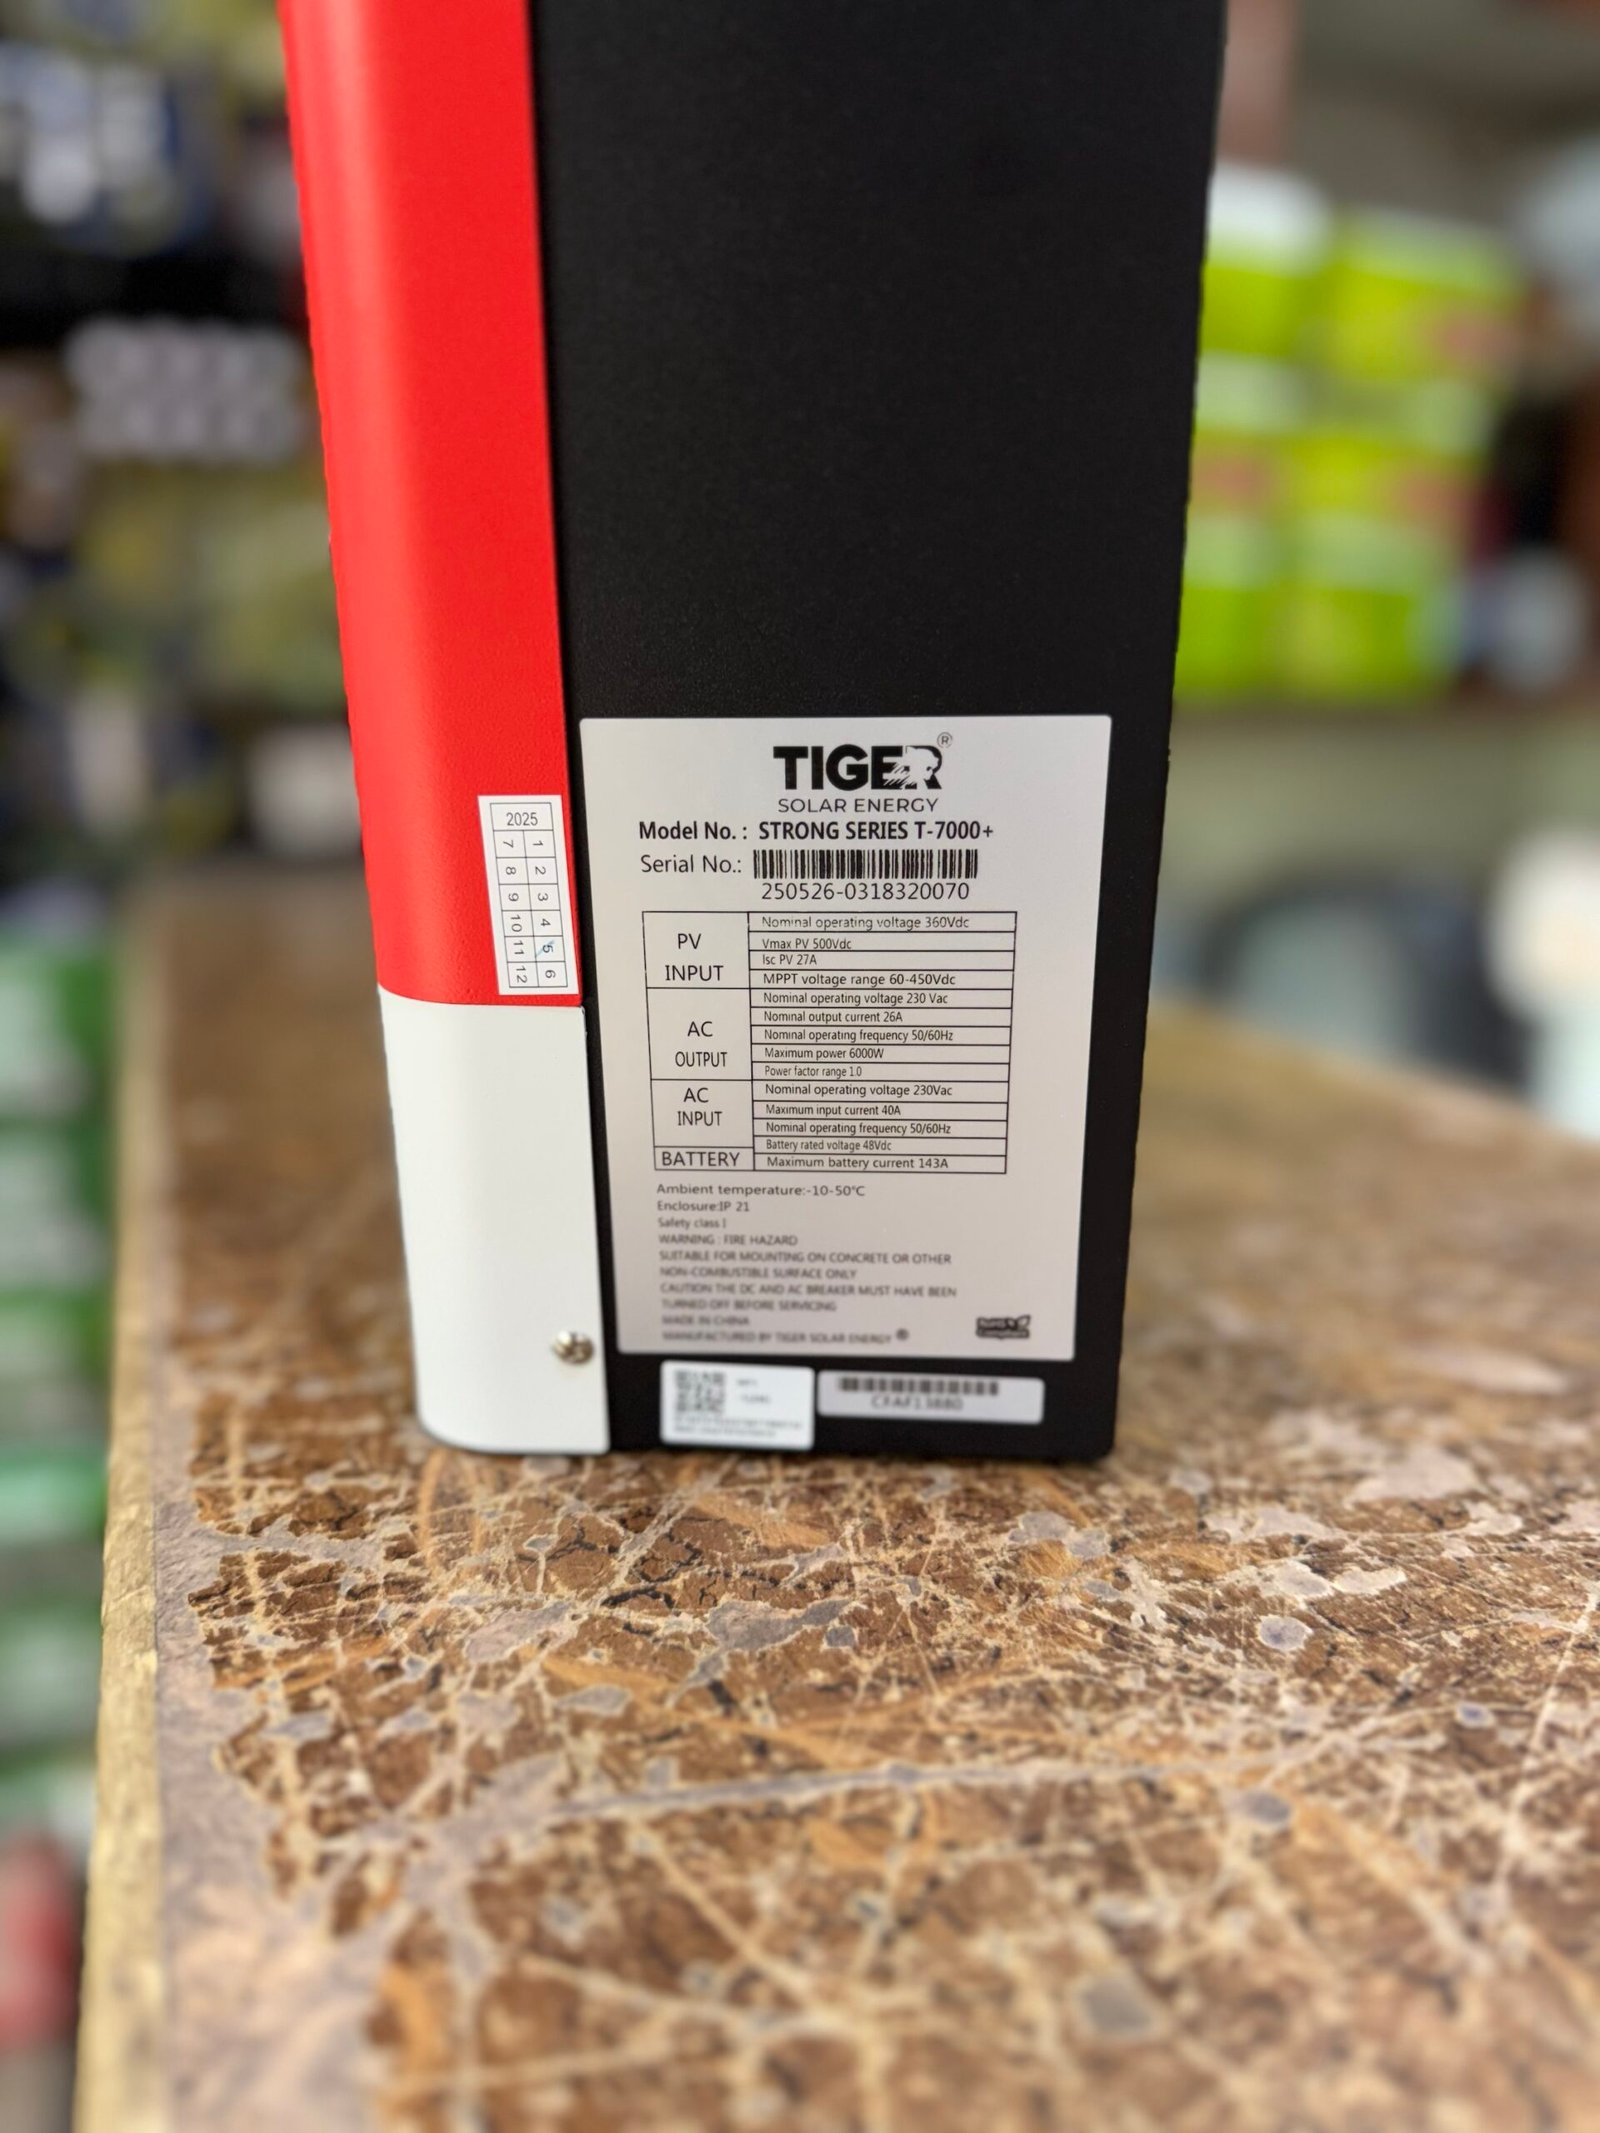 TIGER®
SOLAR ENERGY
Model No. : STRONG SERIES T-7000+
Serial No.:
250526-0318320070
PV INPUT
Nominal operating voltage 360Vdc
Vmax PV 500Vdc
Isc PV 27A
MPPT voltage range 60-450Vdc
AC OUTPUT
Nominal operating voltage 230 Vac
Nominal output current 26A
Nominal operating frequency 50/60Hz
Maximum power 6000W
Power factor range 1.0
AC INPUT
Nominal operating voltage 230Vac
Maximum input current 40A
Nominal operating frequency 50/60Hz
BATTERY
Battery rated voltage 48Vdc
Maximum battery current 143A
Ambient temperature:-10-50℃
Enclosure:IP 21
Safety class I
WARNING : FIRE HAZARD
SUITABLE FOR MOUNTING ON CONCRETE OR OTHER
NON-COMBUSTIBLE SURFACE ONLY
CAUTION THE DC AND AC BREAKER MUST HAVE BEEN
TURNED OFF BEFORE SERVICING
MADE IN CHINA
MANUFACTURED BY TIGER SOLAR ENERGY ®
RoHS
Compliant
2025
7 1
8 2
9 3
10 4
11 5
12 6